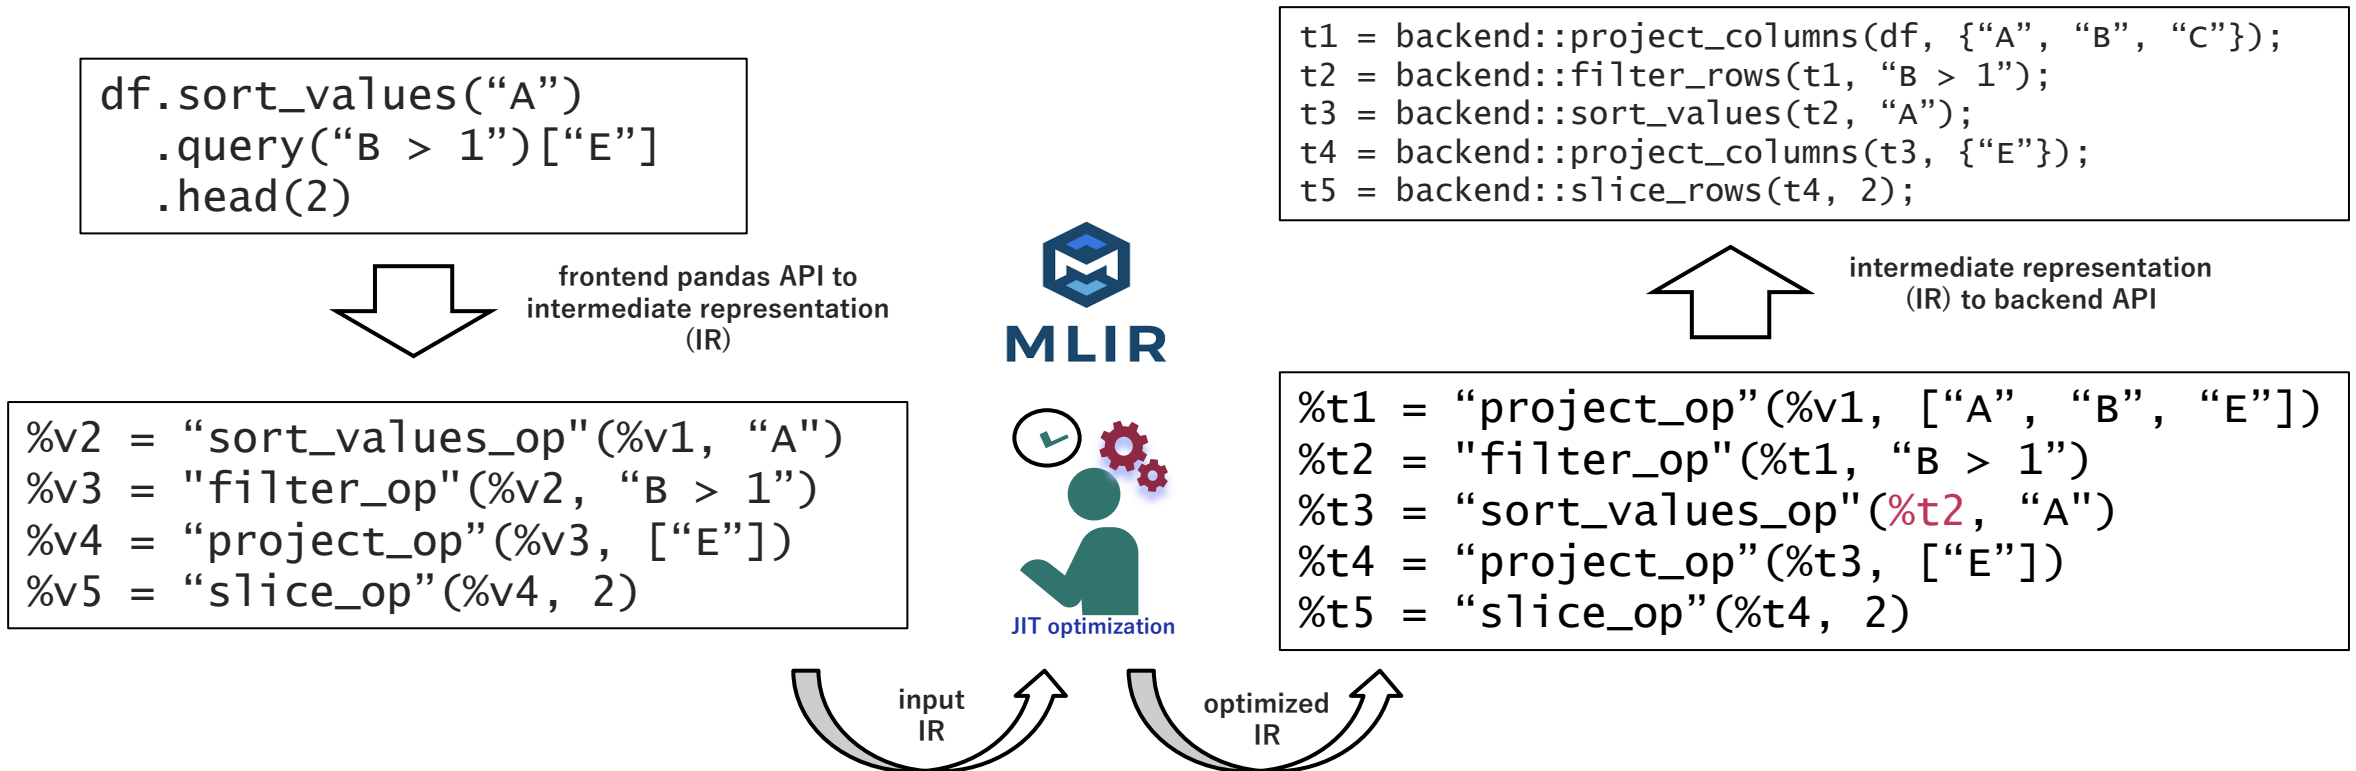 df.sort_values(“A”)
.query(“B > 1”)[“E”]
.head(2)
frontend pandas API to
intermediate representation
(IR)
%v2 = “sort_values_op"(%v1, “A")
%v3 = "filter_op"(%v2, “B > 1”)
%v4 = “project_op”(%v3, [“E”])
%v5 = “slice_op”(%v4, 2)
input
IR
MLIR
JIT optimization
optimized
IR
%t1 = “project_op”(%v1, [“A”, “B”, “E”])
%t2 = "filter_op"(%t1, “B > 1”)
%t3 = “sort_values_op"(%t2, “A")
%t4 = “project_op”(%t3, [“E”])
%t5 = “slice_op”(%t4, 2)
intermediate representation
(IR) to backend API
t1 = backend::project_columns(df, {“A”, “B”, “C”});
t2 = backend::filter_rows(t1, “B > 1”);
t3 = backend::sort_values(t2, “A”);
t4 = backend::project_columns(t3, {“E”});
t5 = backend::slice_rows(t4, 2);